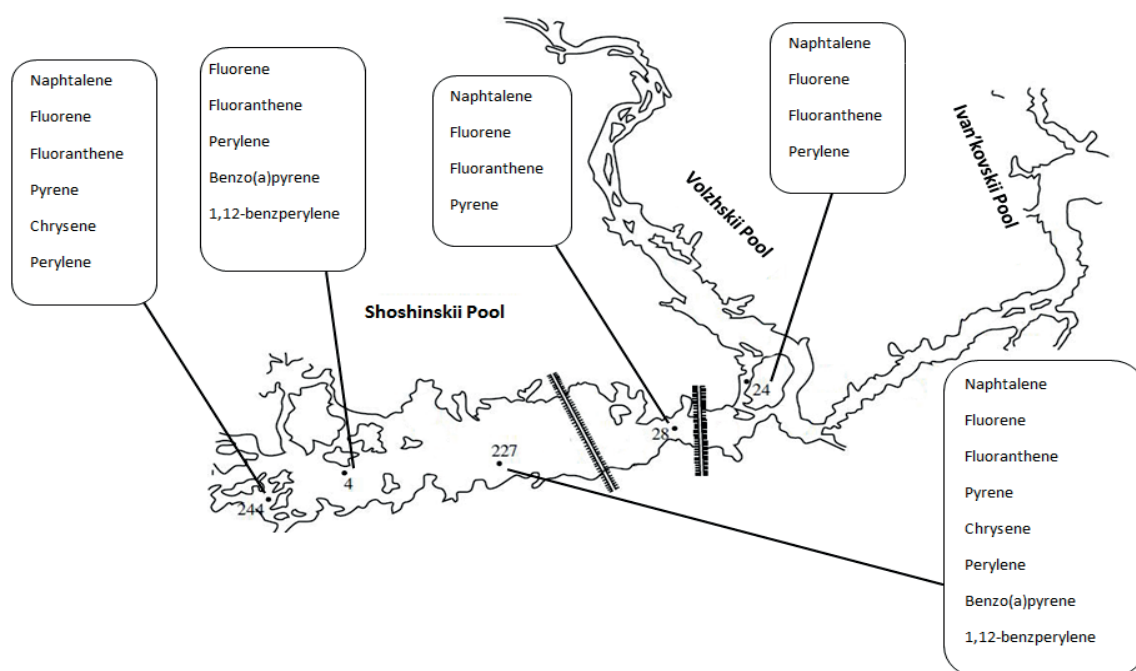 Naphtalene
Fluorene
Fluoranthene
Pyrene
Chrysene
Perylene
Fluorene
Fluoranthene
Perylene
Benzo(a)pyrene
1,12-benzperylene
Naphtalene
Fluorene
Fluoranthene
Pyrene
Naphtalene
Fluorene
Fluoranthene
Perylene
Ivan'kovskii Pool
Volzhskii Pool
Shoshinskii Pool
24
28
227
4
244
Naphtalene
Fluorene
Fluoranthene
Pyrene
Chrysene
Perylene
Benzo(a)pyrene
1,12-benzperylene